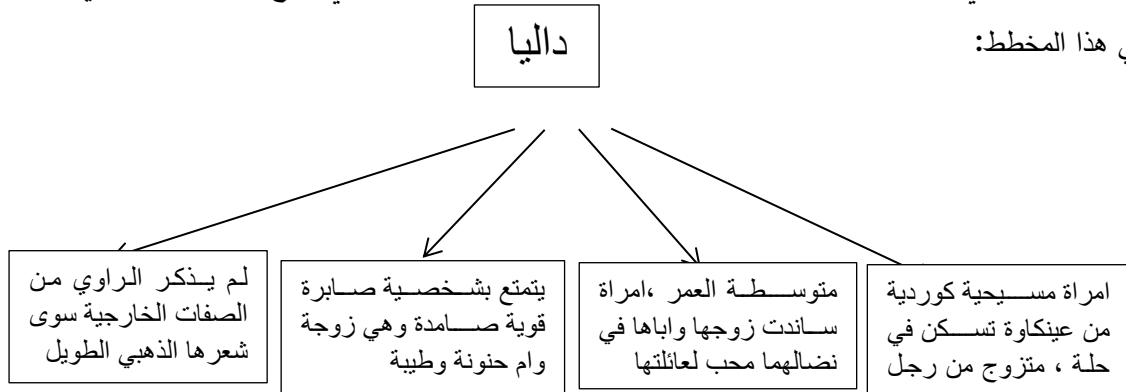 ي هذا المخطط:
داليا
امراة مسيحية كوردية
من عينكاوة تسكن في
حلة ، متزوج من رجل
متوسطة العمر ،امراة
ساندت زوجها واباها في
نضالهما محب لعائلتها
يتمتع بشخصية صابرة
قوية صامدة وهي زوجة
وام حنونة وطيبة
لم يذكر الراوي من
الصفات الخارجية سوى
شعرها الذهبي الطويل